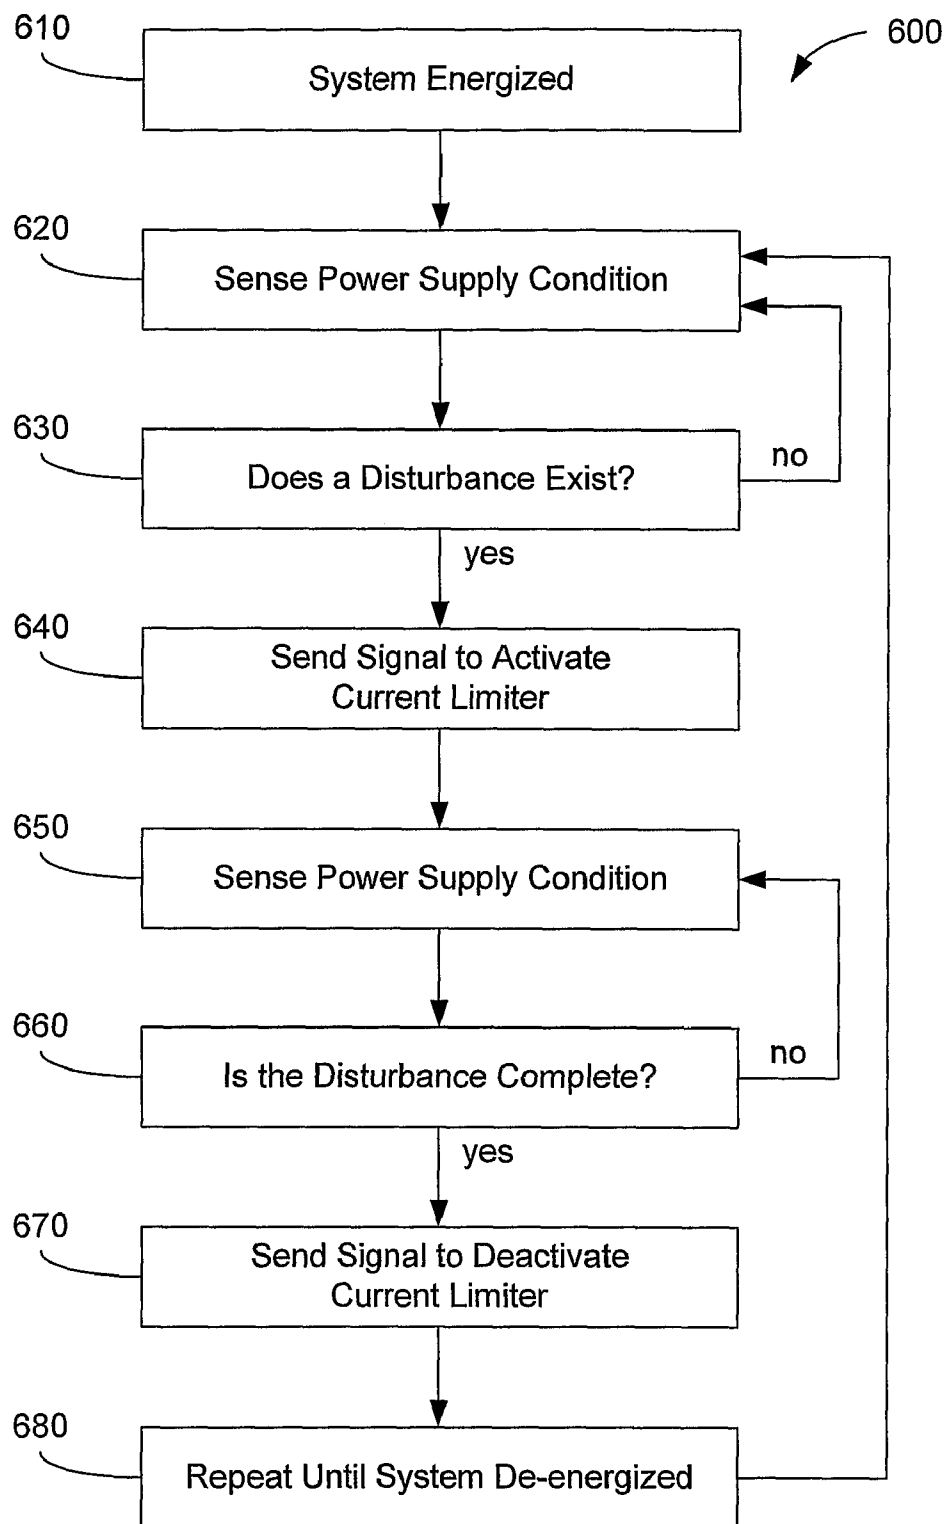 610
600
System Energized
620
Sense Power Supply Condition
630
Does a Disturbance Exist?
no
yes
640
Send Signal to Activate
Current Limiter
650
Sense Power Supply Condition
660
Is the Disturbance Complete?
no
yes
670
Send Signal to Deactivate
Current Limiter
680
Repeat Until System De-energized